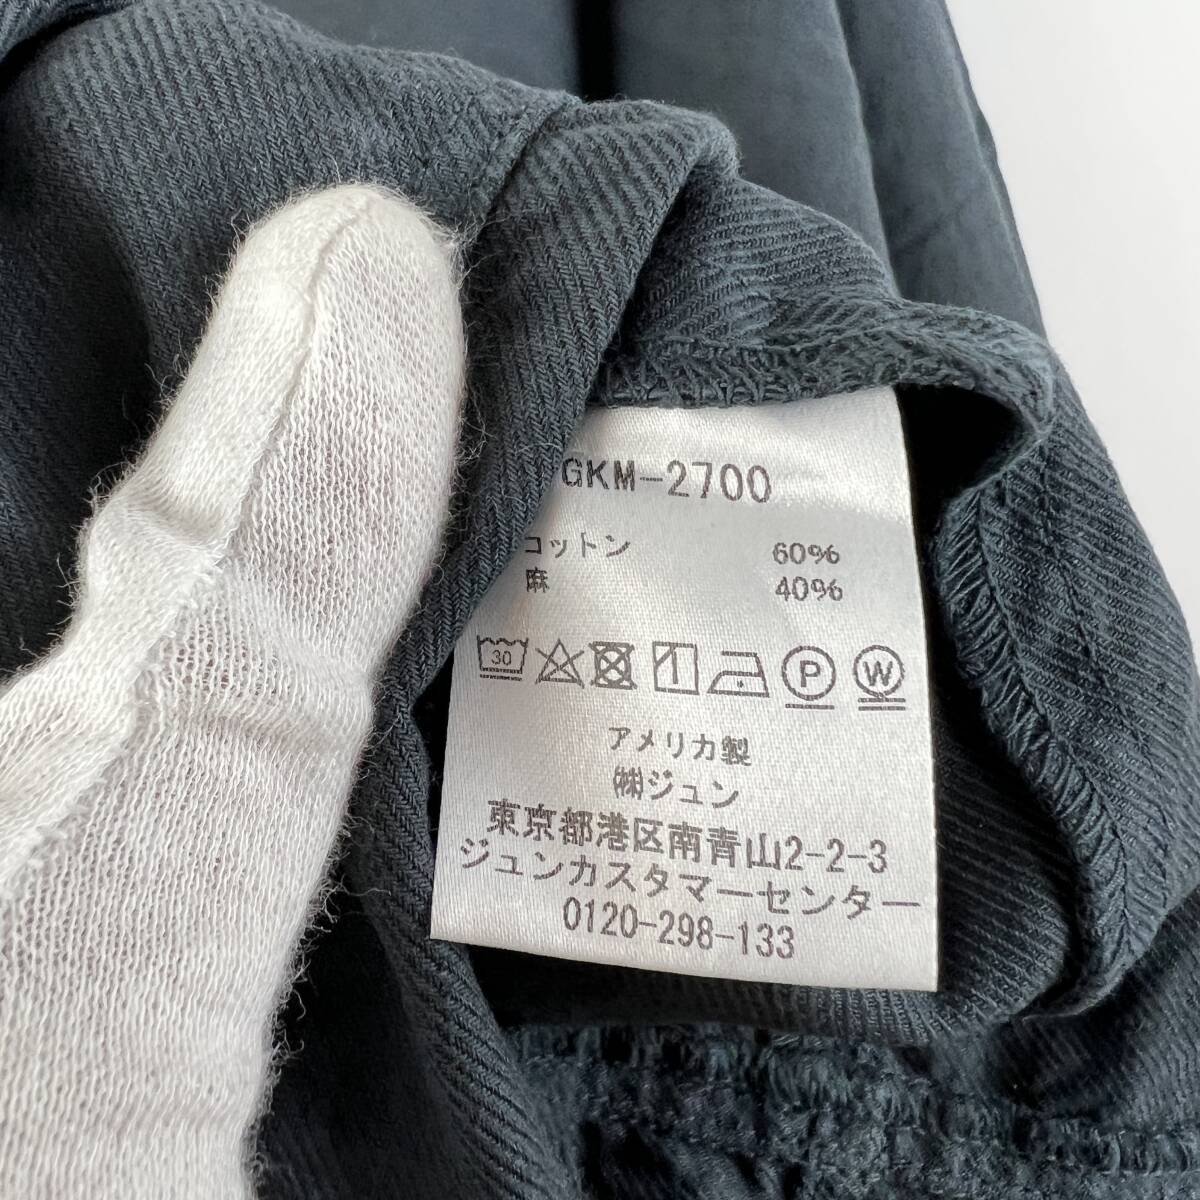 GKM-2700
コットン 60%
麻 40%
30 P W
アメリカ製
㈱ジュン
東京都港区南青山2-2-3
ジュンカスタマーセンター
0120-298-133